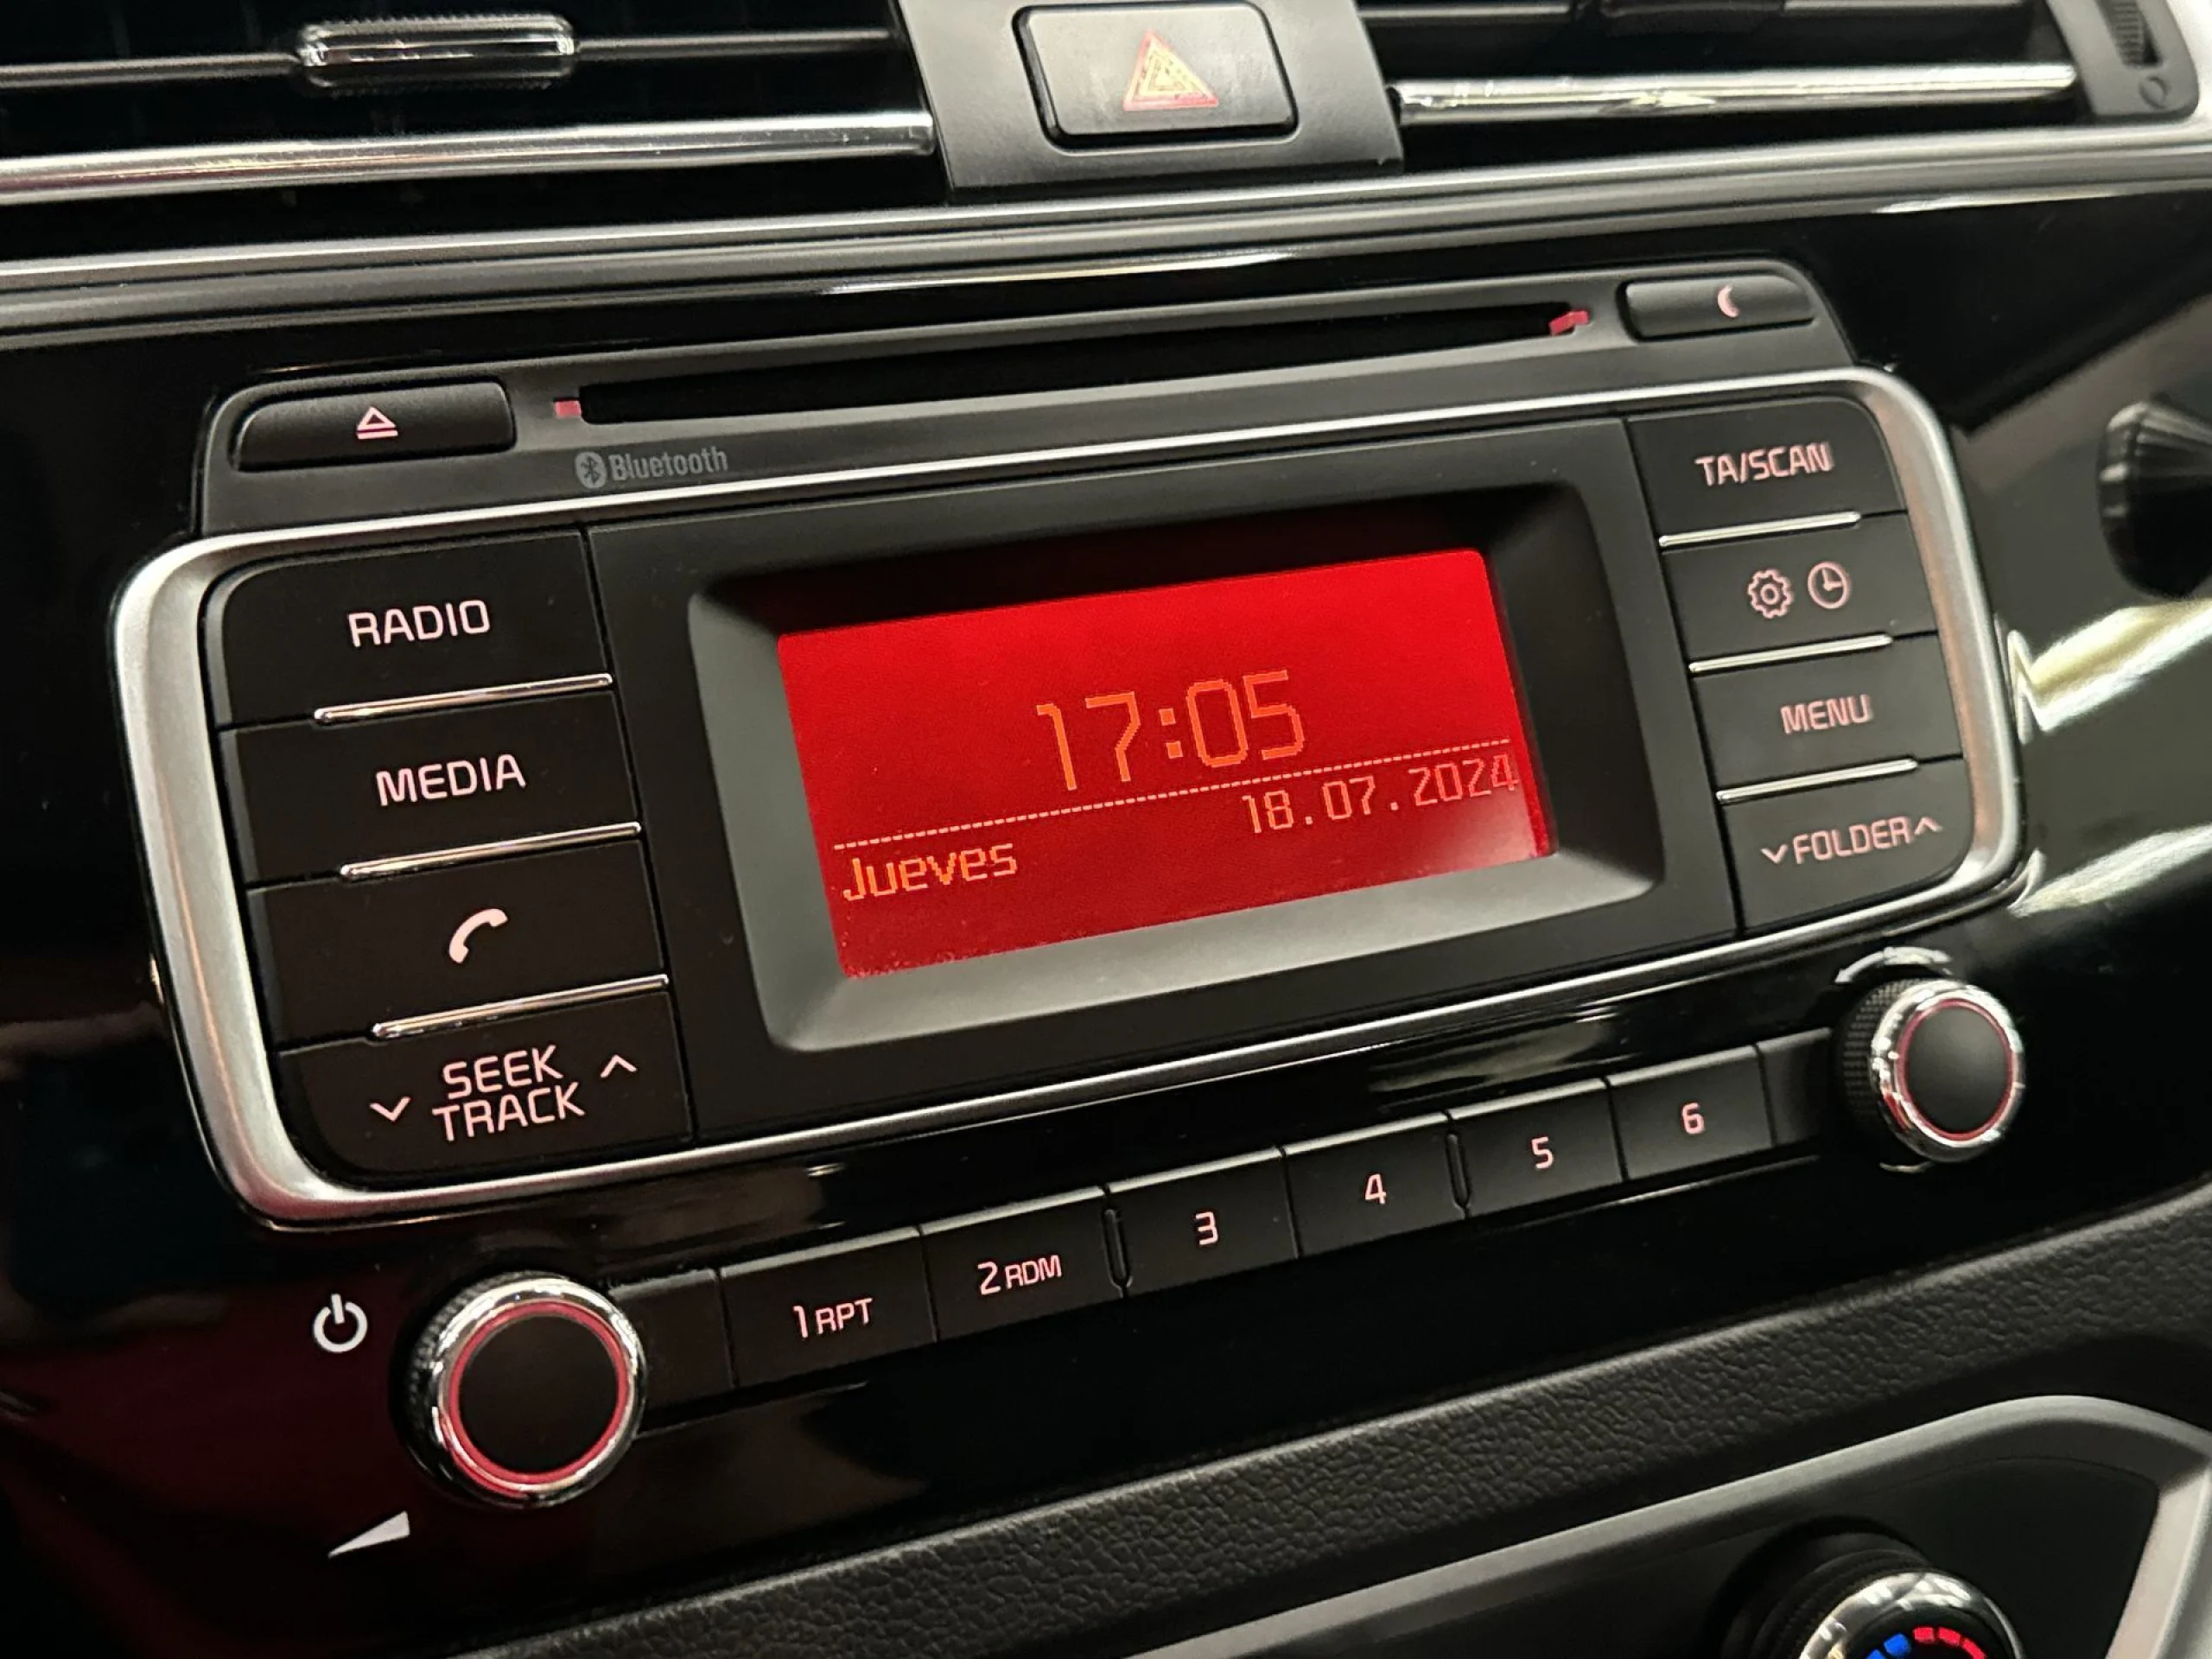 Bluetooth
TA/SCAN
RADIO
MEDIA
SEEK
TRACK
17:05
18.07.2024
Jueves
MENU
FOLDER
1 RPT
2 RDM
3
4
5
6